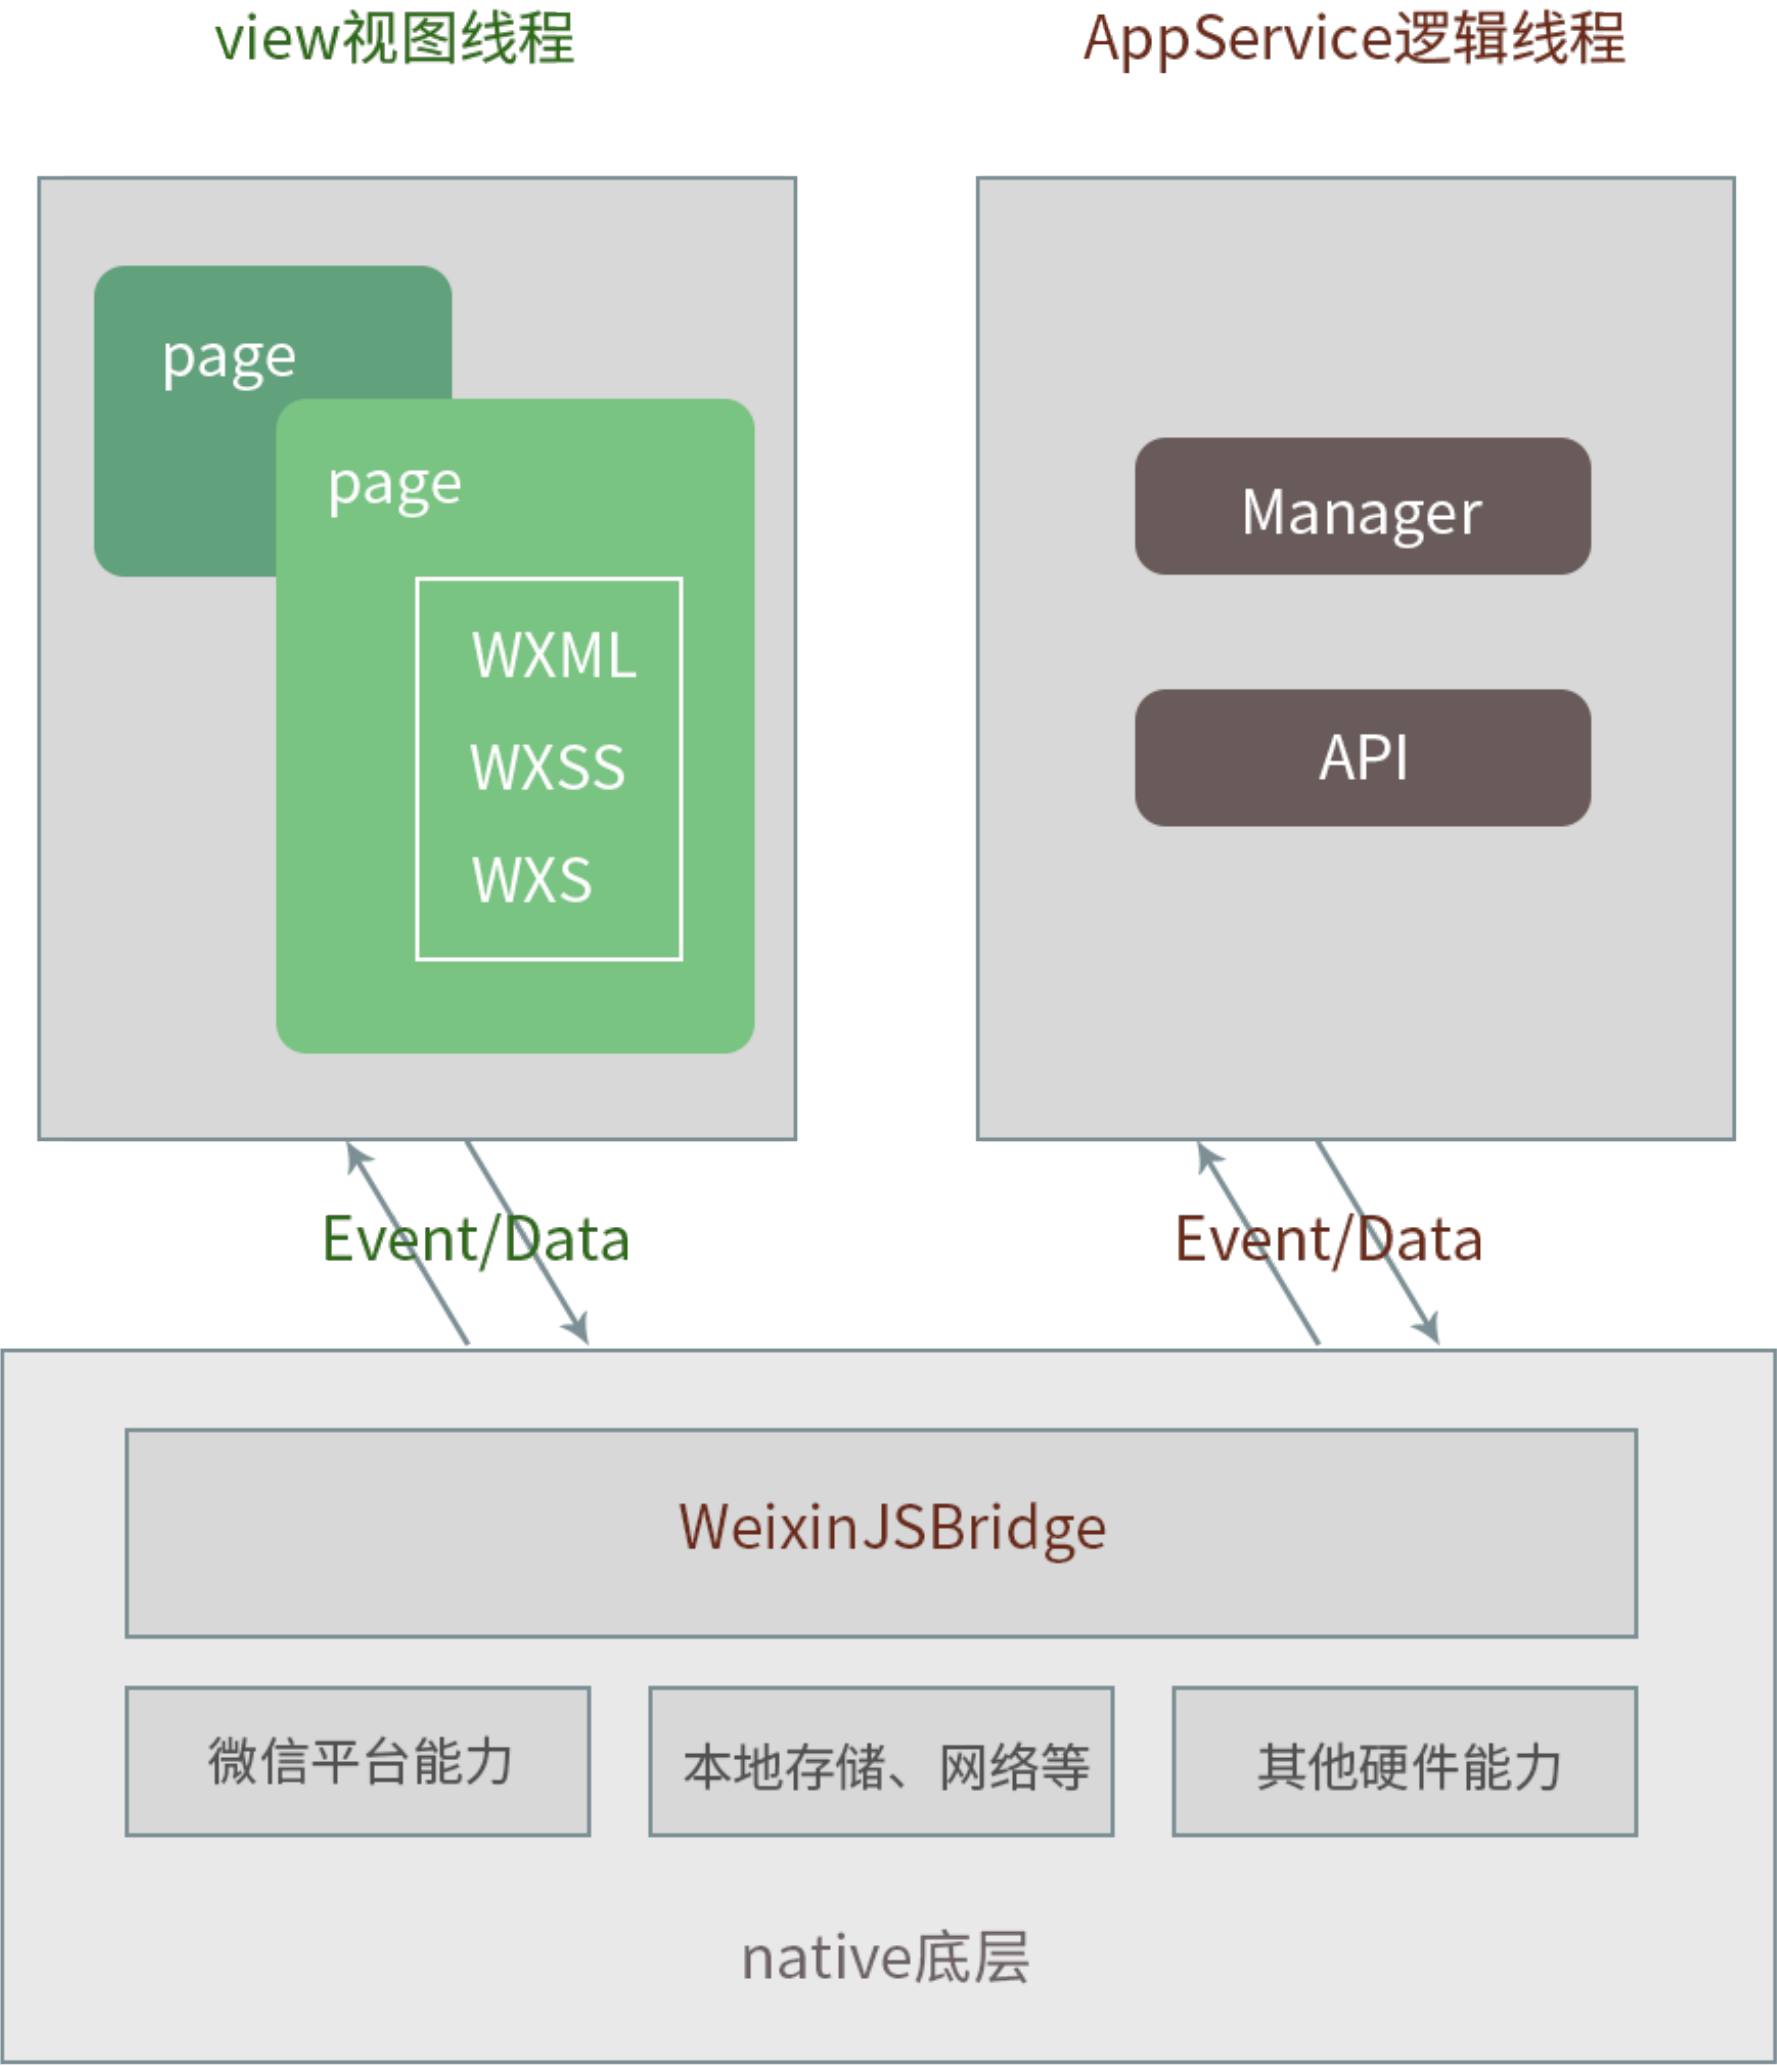 view视图线程
AppService逻辑线程
page
page
WXML
WXSS
WXS
Manager
API
Event/Data
Event/Data
WeixinJSBridge
微信平台能力
本地存储、网络等
其他硬件能力
native底层